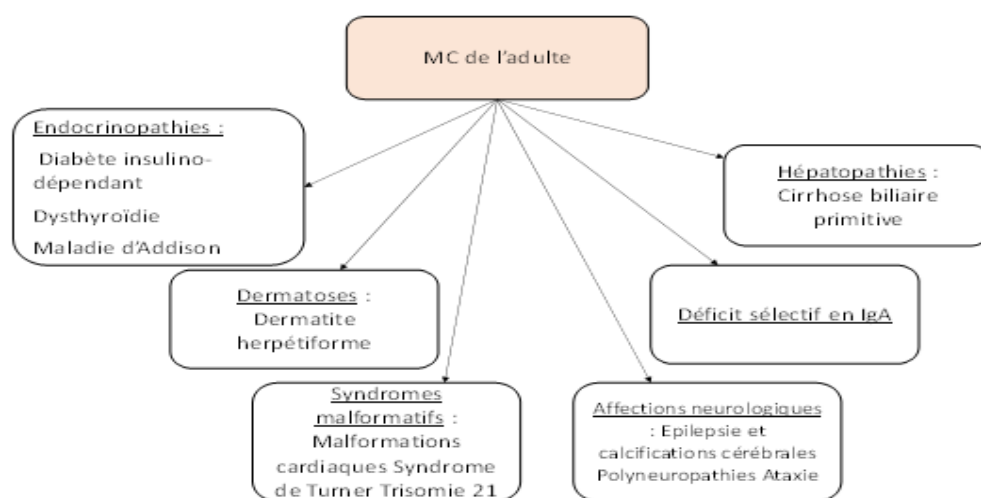 MC de l'adulte
Endocrinopathies :
Diabète insulino-
dépendant
Dysthyroïdie
Maladie d'Addison
Hépatopathies :
Cirrhose biliaire
primitive
Dermatoses :
Dermatite
herpétiforme
Déficit sélectif en IgA
Syndromes
malformatifs :
Malformations
cardiaques Syndrome
de Turner Trisomie 21
Affections neurologiques
: Epilepsie et
calcifications cérébrales
Polyneuropathies Ataxie